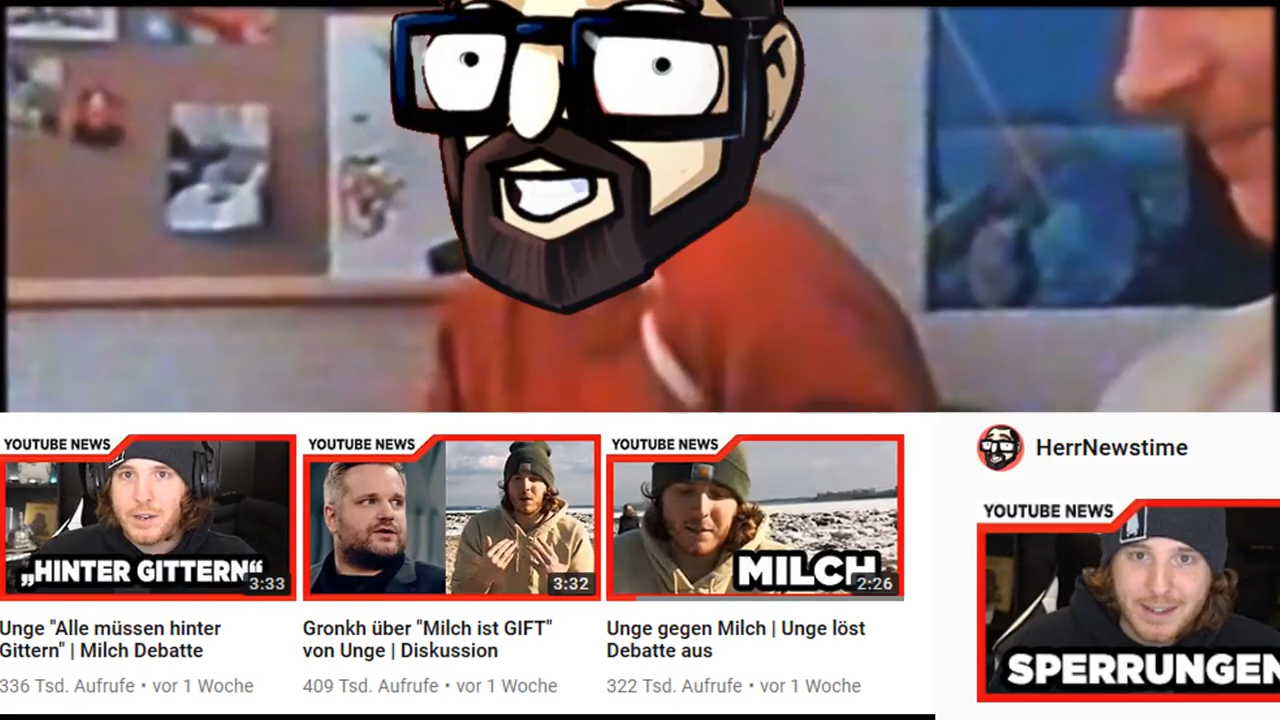 YOUTUBE NEWS
„HINTER GITTERN“
3:33
Unge "Alle müssen hinter
Gittern" | Milch Debatte
336 Tsd. Aufrufe • vor 1 Woche
YOUTUBE NEWS
3:32
Gronkh über "Milch ist GIFT"
von Unge | Diskussion
409 Tsd. Aufrufe • vor 1 Woche
YOUTUBE NEWS
MILCH
2:26
Unge gegen Milch | Unge löst
Debatte aus
322 Tsd. Aufrufe • vor 1 Woche
HerrNewstime
YOUTUBE NEWS
SPERRUNGEN